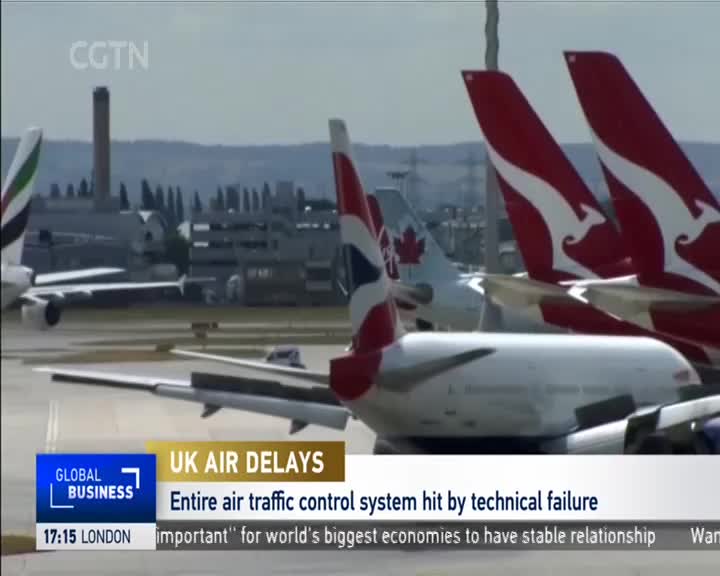 CGTN
UK AIR DELAYS
GLOBAL
BUSINESS
Entire air traffic control system hit by technical failure
17:15 LONDON
important" for world's biggest economies to have stable relationship Wan